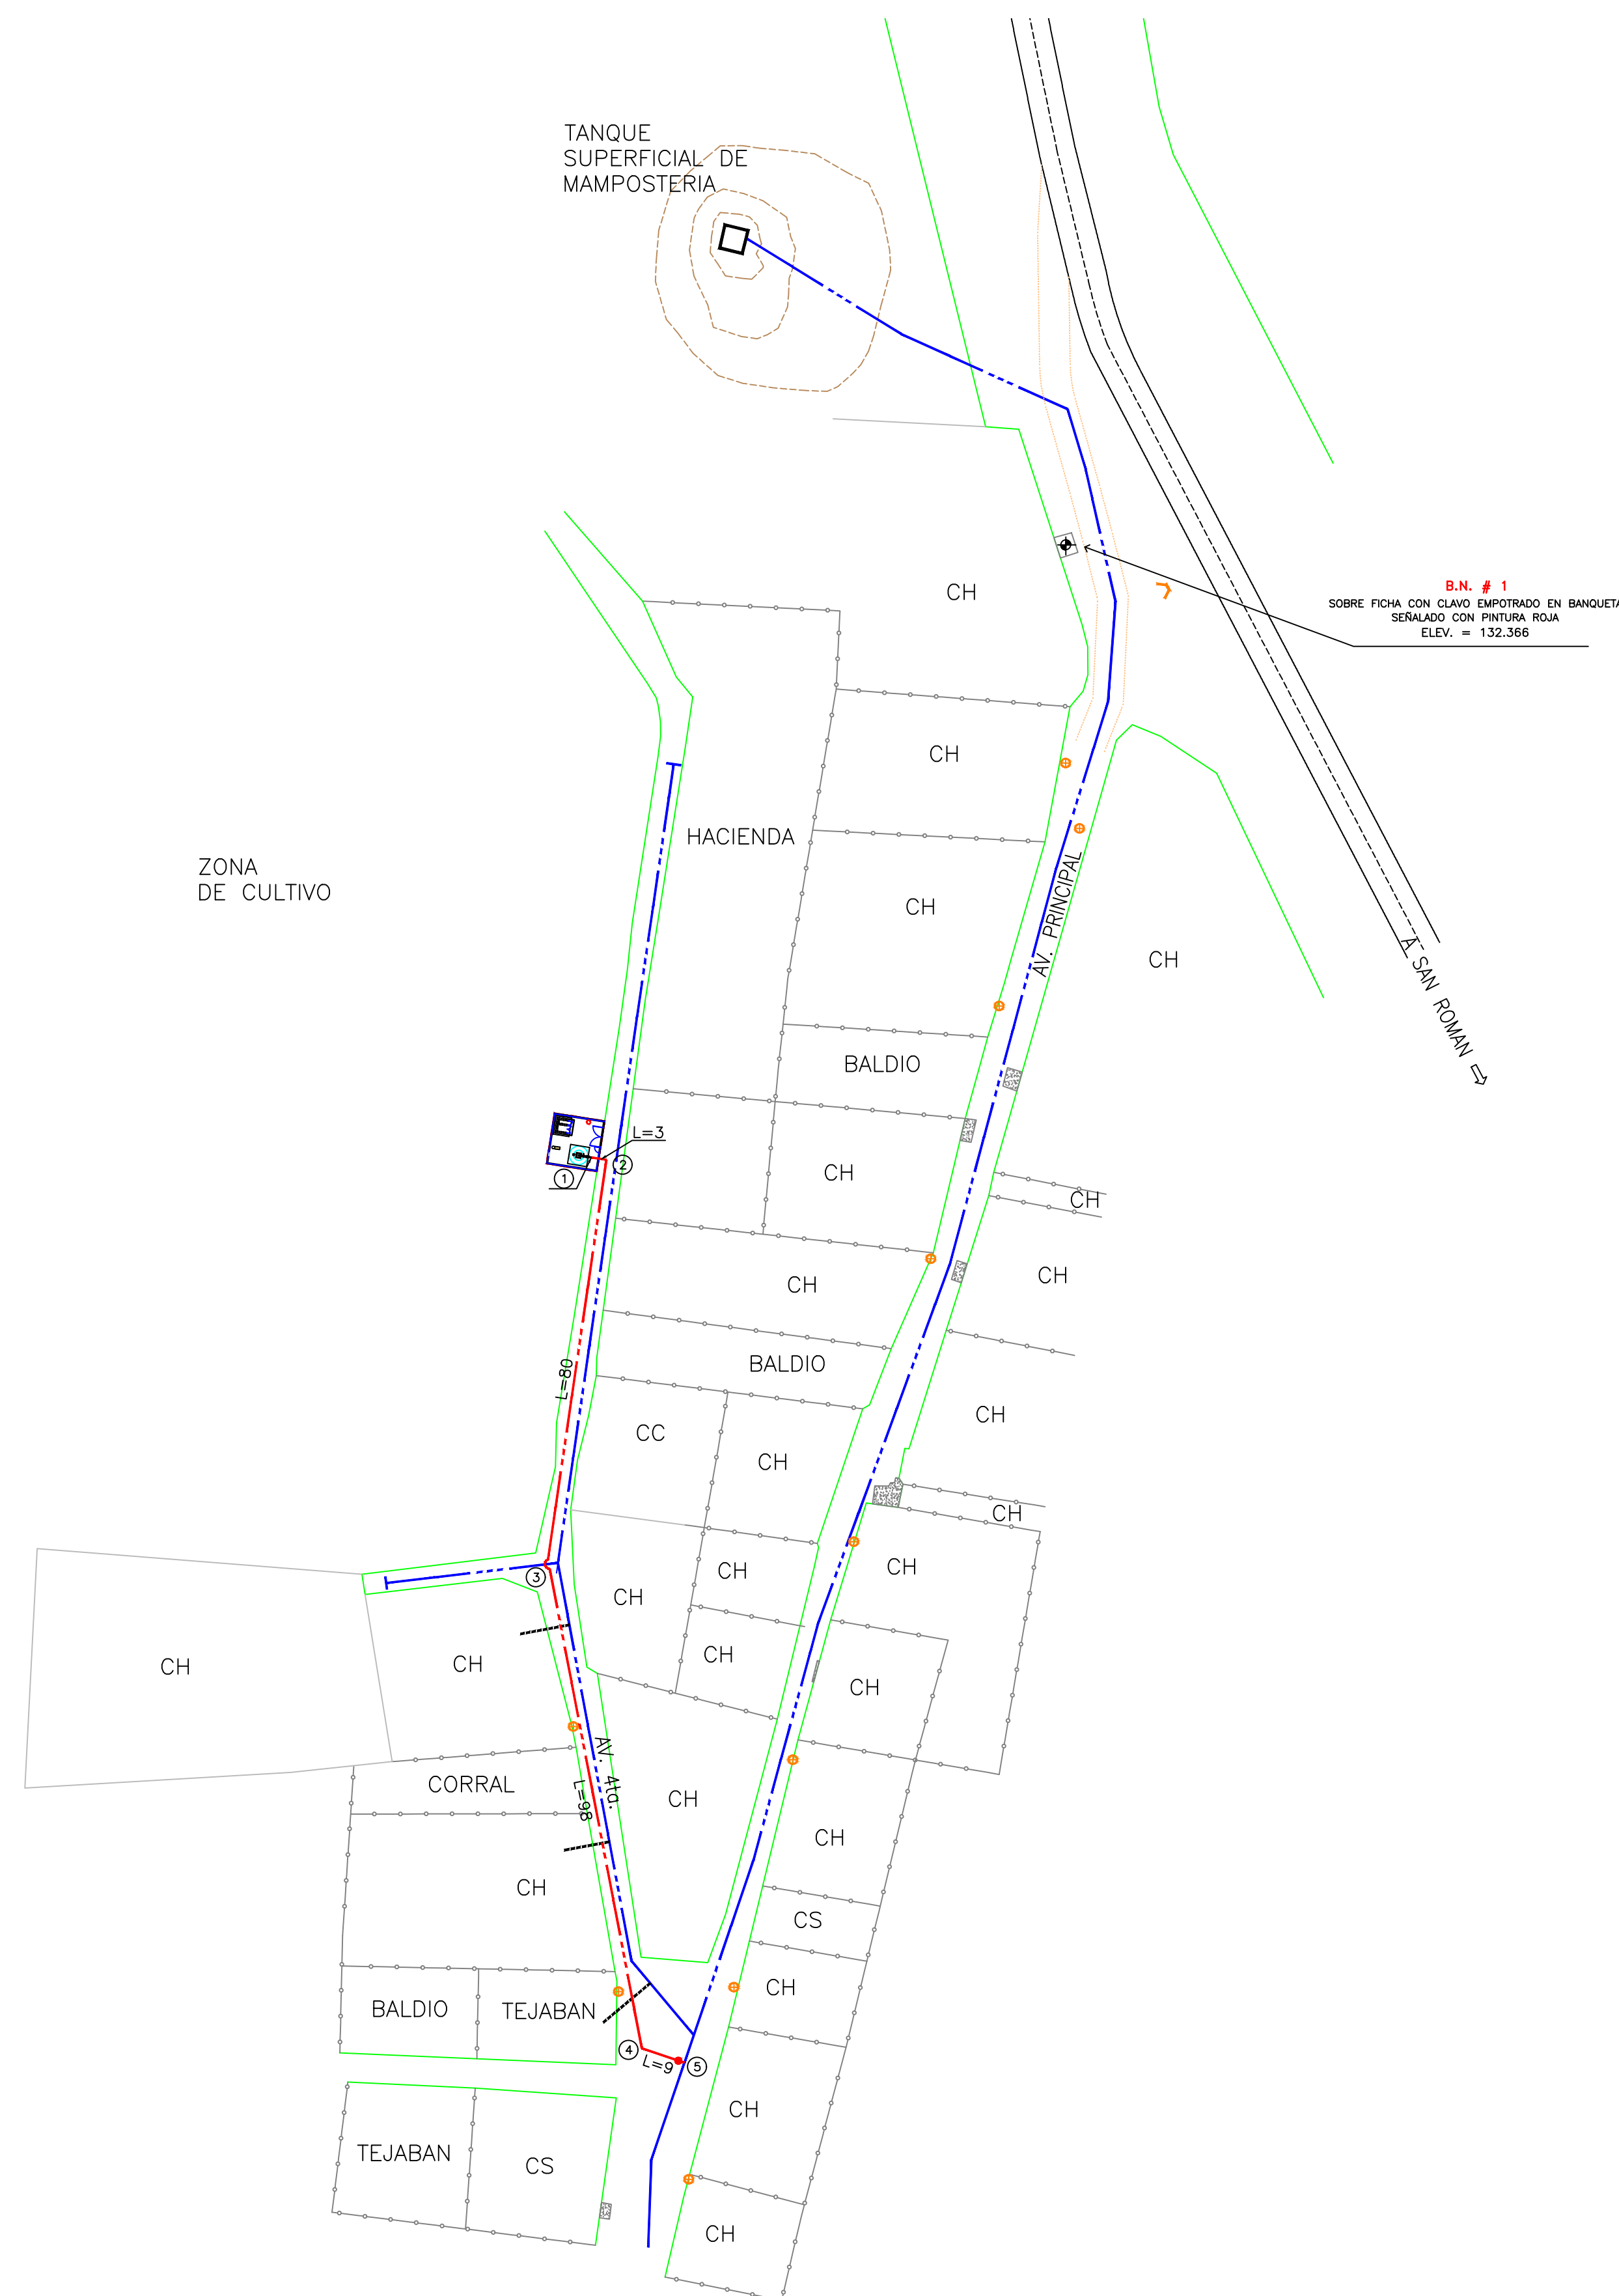 TANQUE
SUPERFICIAL DE
MAMPOSTERIA
CH
B.N. # 1
SOBRE FICHA CON CLAVO EMPOTRADO EN BANQUETA
SEÑALADO CON PINTURA ROJA
ELEV. = 132.366
CH
HACIENDA
ZONA
DE CULTIVO
CH
AV. PRINCIPAL
CH
A SAN ROMAN
BALDIO
L=3
1
2
CH
CH
CH
CH
BALDIO
L=80
CH
CC
CH
CH
CH
CH
3
CH
CH
CH
CH
CH
AV. 4ta.
CORRAL
L=98
CH
CH
CH
CS
CH
BALDIO
TEJABAN
4
L=9
5
CH
TEJABAN
CS
CH